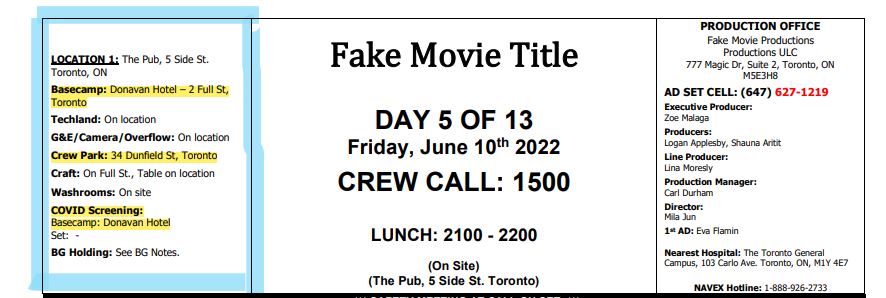 LOCATION 1: The Pub, 5 Side St.
Toronto, ON
Basecamp: Donavan Hotel – 2 Full St,
Toronto
Techland: On location
G&E/Camera/Overflow: On location
Crew Park: 34 Dunfield St, Toronto
Craft: On Full St., Table on location
Washrooms: On site
COVID Screening:
Basecamp: Donavan Hotel
Set: -
BG Holding: See BG Notes.
Fake Movie Title
DAY 5 OF 13
Friday, June 10th 2022
CREW CALL: 1500
LUNCH: 2100 - 2200
(On Site)
(The Pub, 5 Side St. Toronto)
PRODUCTION OFFICE
Fake Movie Productions
Productions ULC
777 Magic Dr, Suite 2, Toronto, ON
M5E3H8
AD SET CELL: (647) 627-1219
Executive Producer:
Zoe Malaga
Producers:
Logan Applesby, Shauna Aritit
Line Producer:
Lina Moresly
Production Manager:
Carl Durham
Director:
Mila Jun
1st AD: Eva Flamin
Nearest Hospital: The Toronto General
Campus, 103 Carlo Ave. Toronto, ON, M1Y 4E7
NAVEX Hotline: 1-888-926-2733